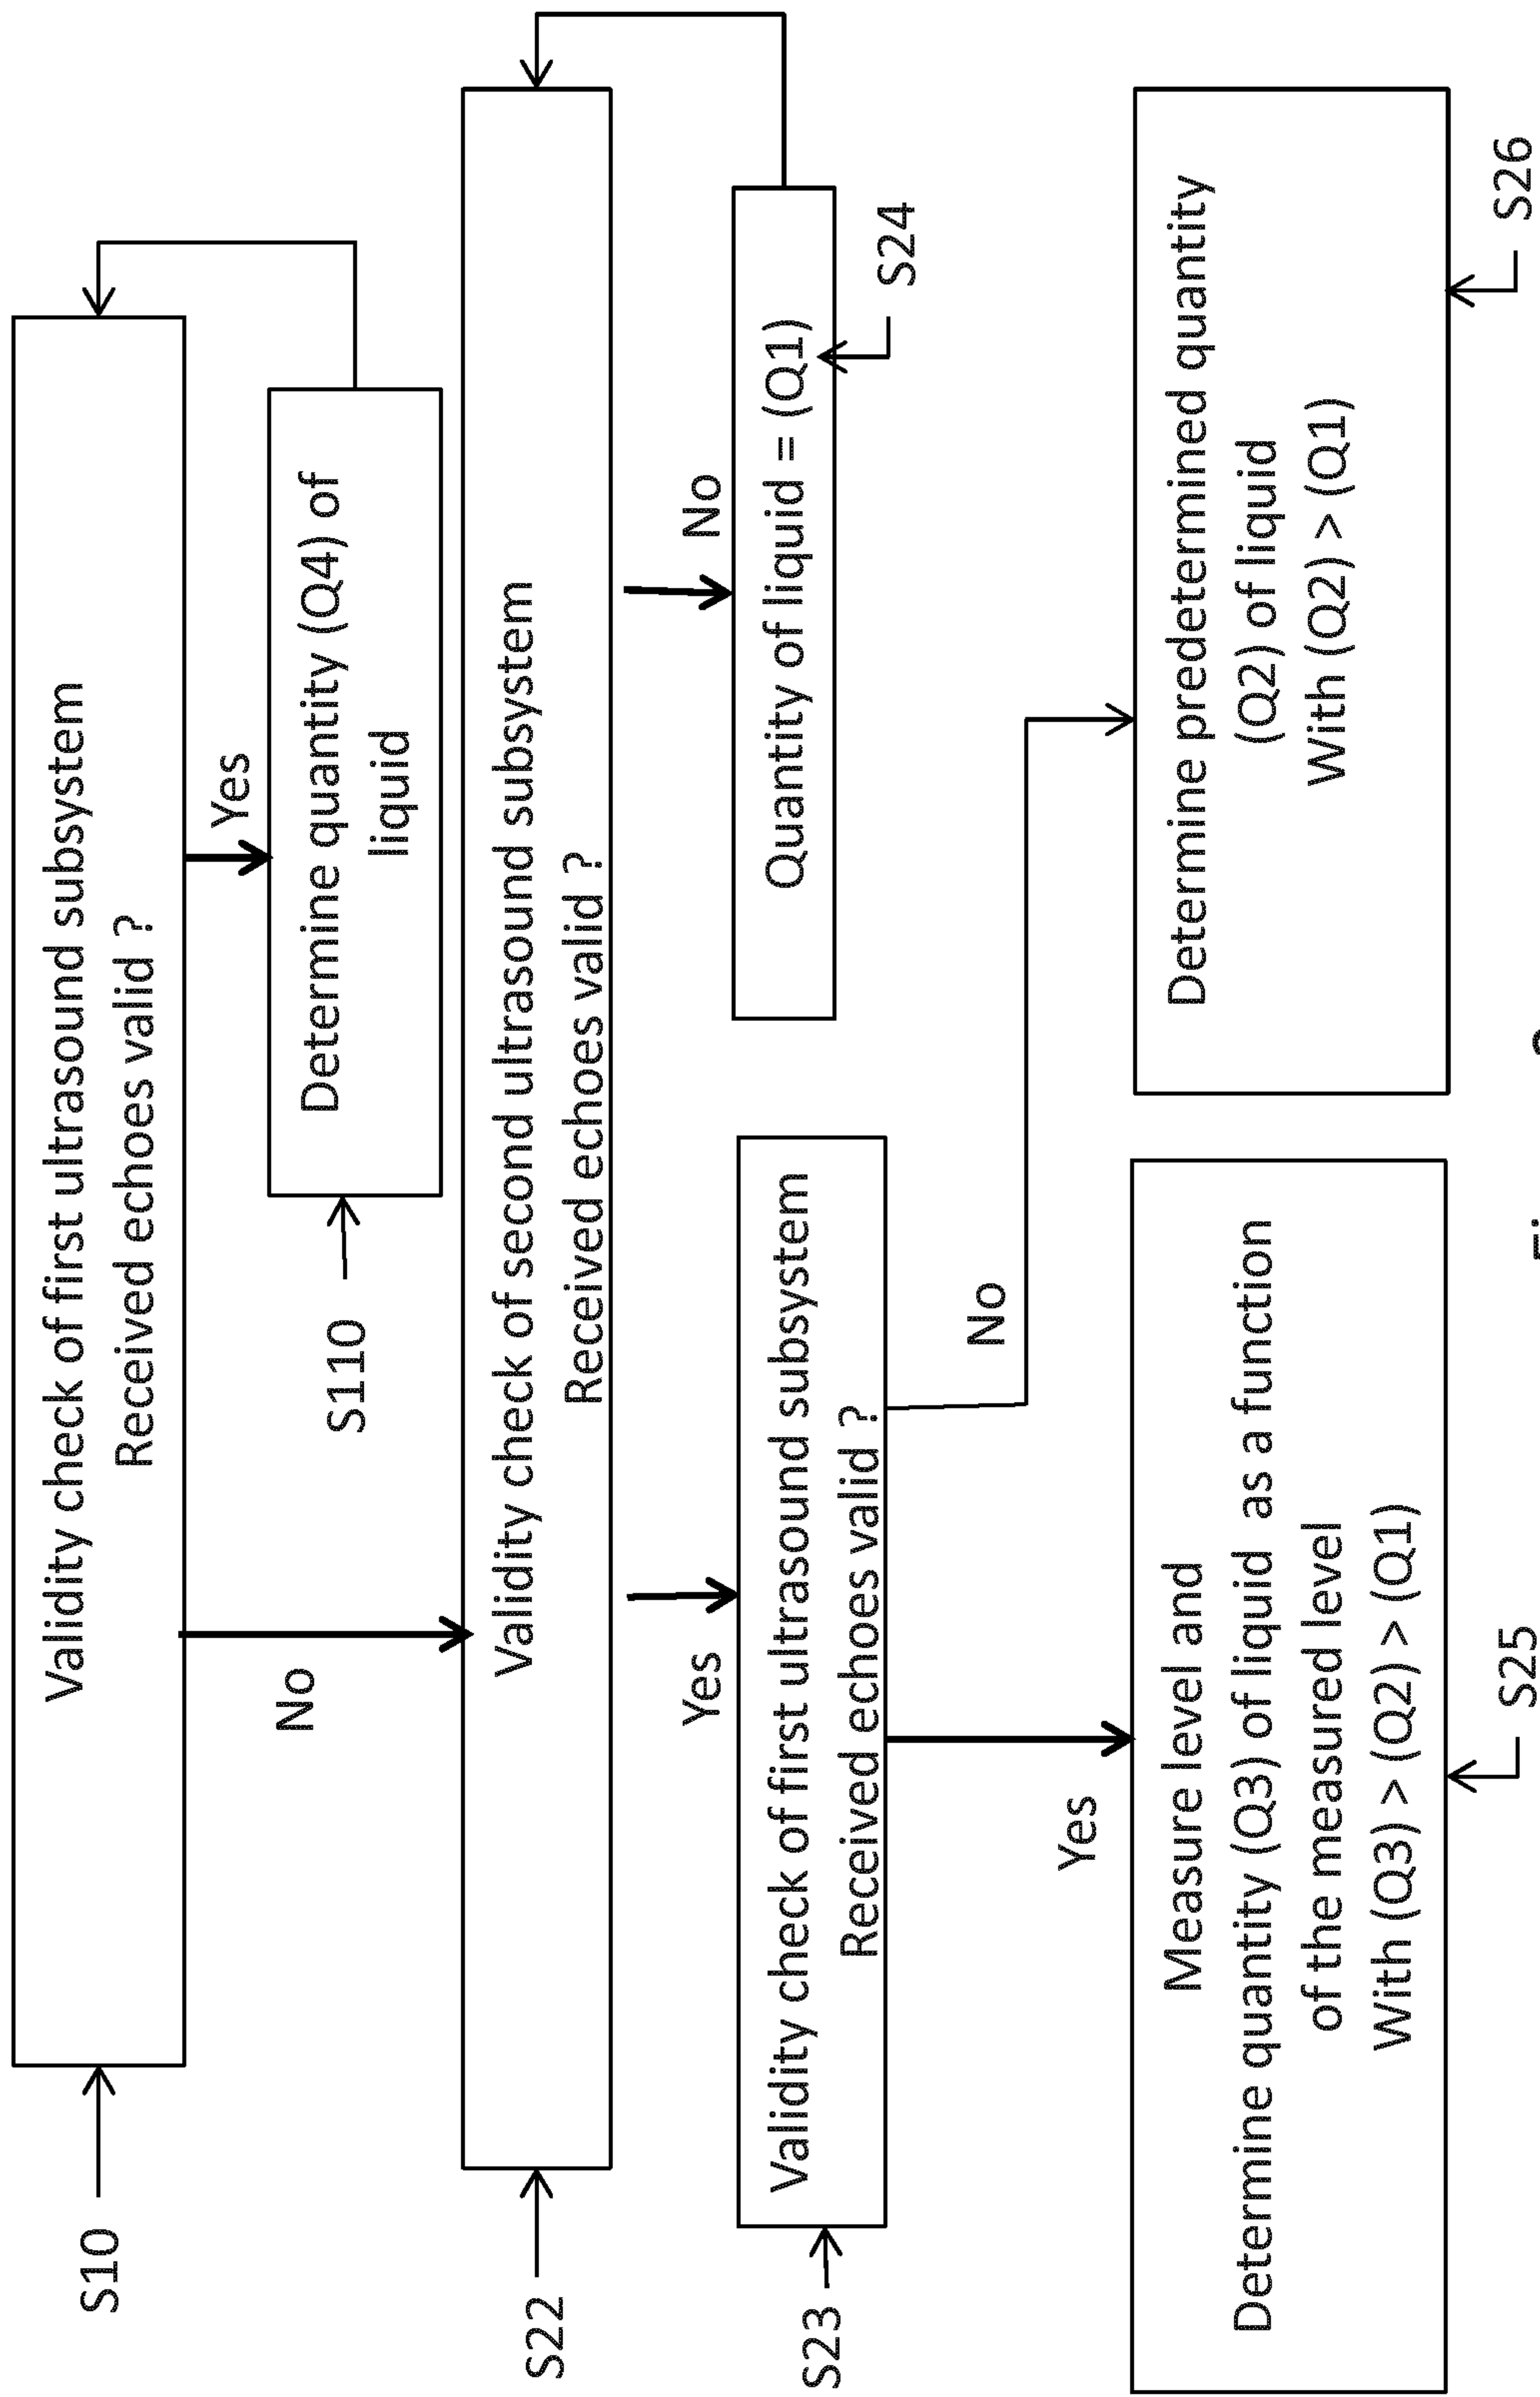 S10
Validity check of first ultrasound subsystem
Received echoes valid ?
No
Yes
S110
Determine quantity (Q4) of
liquid
S22
Validity check of second ultrasound subsystem
Received echoes valid ?
Yes
No
S23
Validity check of first ultrasound subsystem
Received echoes valid ?
Quantity of liquid = (Q1)
S24
Yes
No
Measure level and
Determine quantity (Q3) of liquid as a function
of the measured level
With (Q3) > (Q2) > (Q1)
S25
Determine predetermined quantity
(Q2) of liquid
With (Q2) > (Q1)
S26